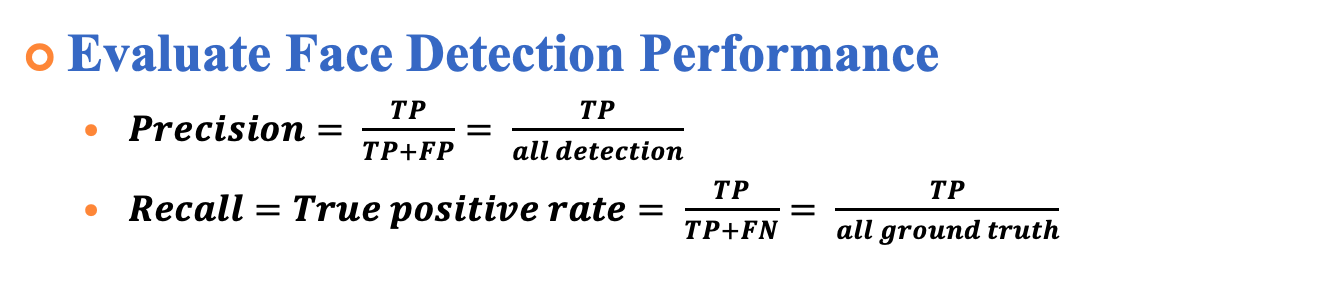 Evaluate Face Detection Performance
• Precision = TP / TP+FP = TP / all detection
• Recall = True positive rate = TP / TP+FN = TP / all ground truth